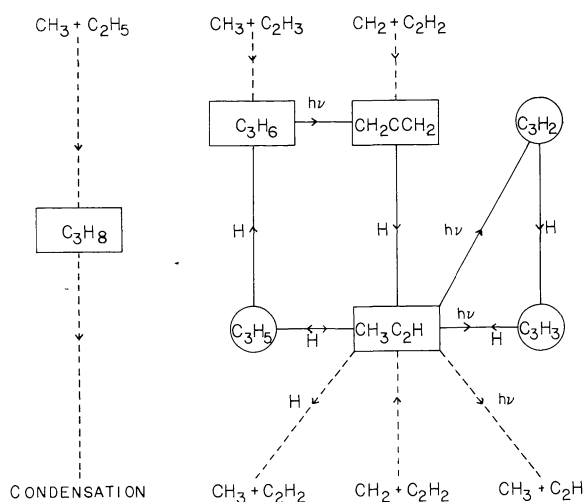 CH₃ + C₂H₅ CH₃ + C₂H₃ CH₂ + C₂H₂
C₃H₆ hν CH₂CCH₂ C₃H₂
C₃H₈
H H hν H
C₃H₅ H CH₃C₂H hν H C₃H₃
H hν
CONDENSATION CH₃ + C₂H₂ CH₂ + C₂H₂ CH₃ + C₂H